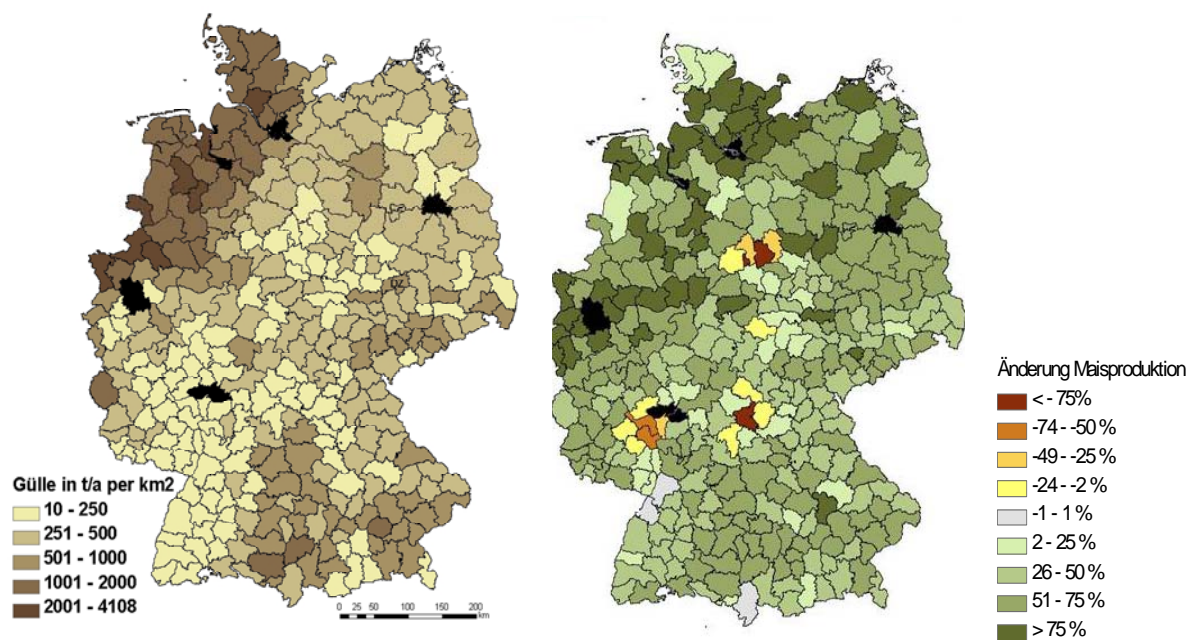 Gülle in t/a per km2
10 - 250
251 - 500
501 - 1000
1001 - 2000
2001 - 4108
0 25 50 100 150 200
km
Änderung Maisproduktion
< - 75%
-74 - -50 %
-49 - -25 %
-24 - -2 %
-1 - 1 %
2 - 25 %
26 - 50 %
51 - 75 %
> 75 %